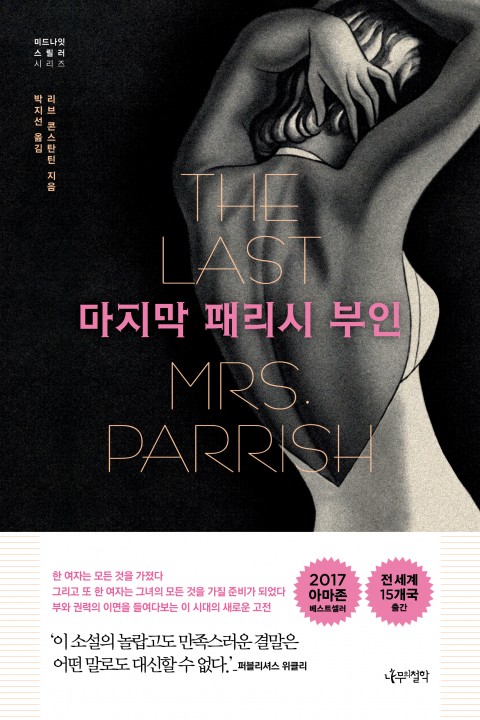 미드나잇
스릴러
시리즈
리브 콘스탄틴 지음
박지선 옮김
THE
LAST
마지막 패리시 부인
MRS.
PARRISH
한 여자는 모든 것을 가졌다
그리고 또 한 여자는 그녀의 모든 것을 가질 준비가 되었다
부와 권력의 이면을 들여다보는 이 시대의 새로운 고전
2017
아마존
베스트셀러
전 세계
15개국
출간
‘이 소설의 놀랍고도 만족스러운 결말은
어떤 말로도 대신할 수 없다.’_퍼블리셔스 위클리
나무의철학